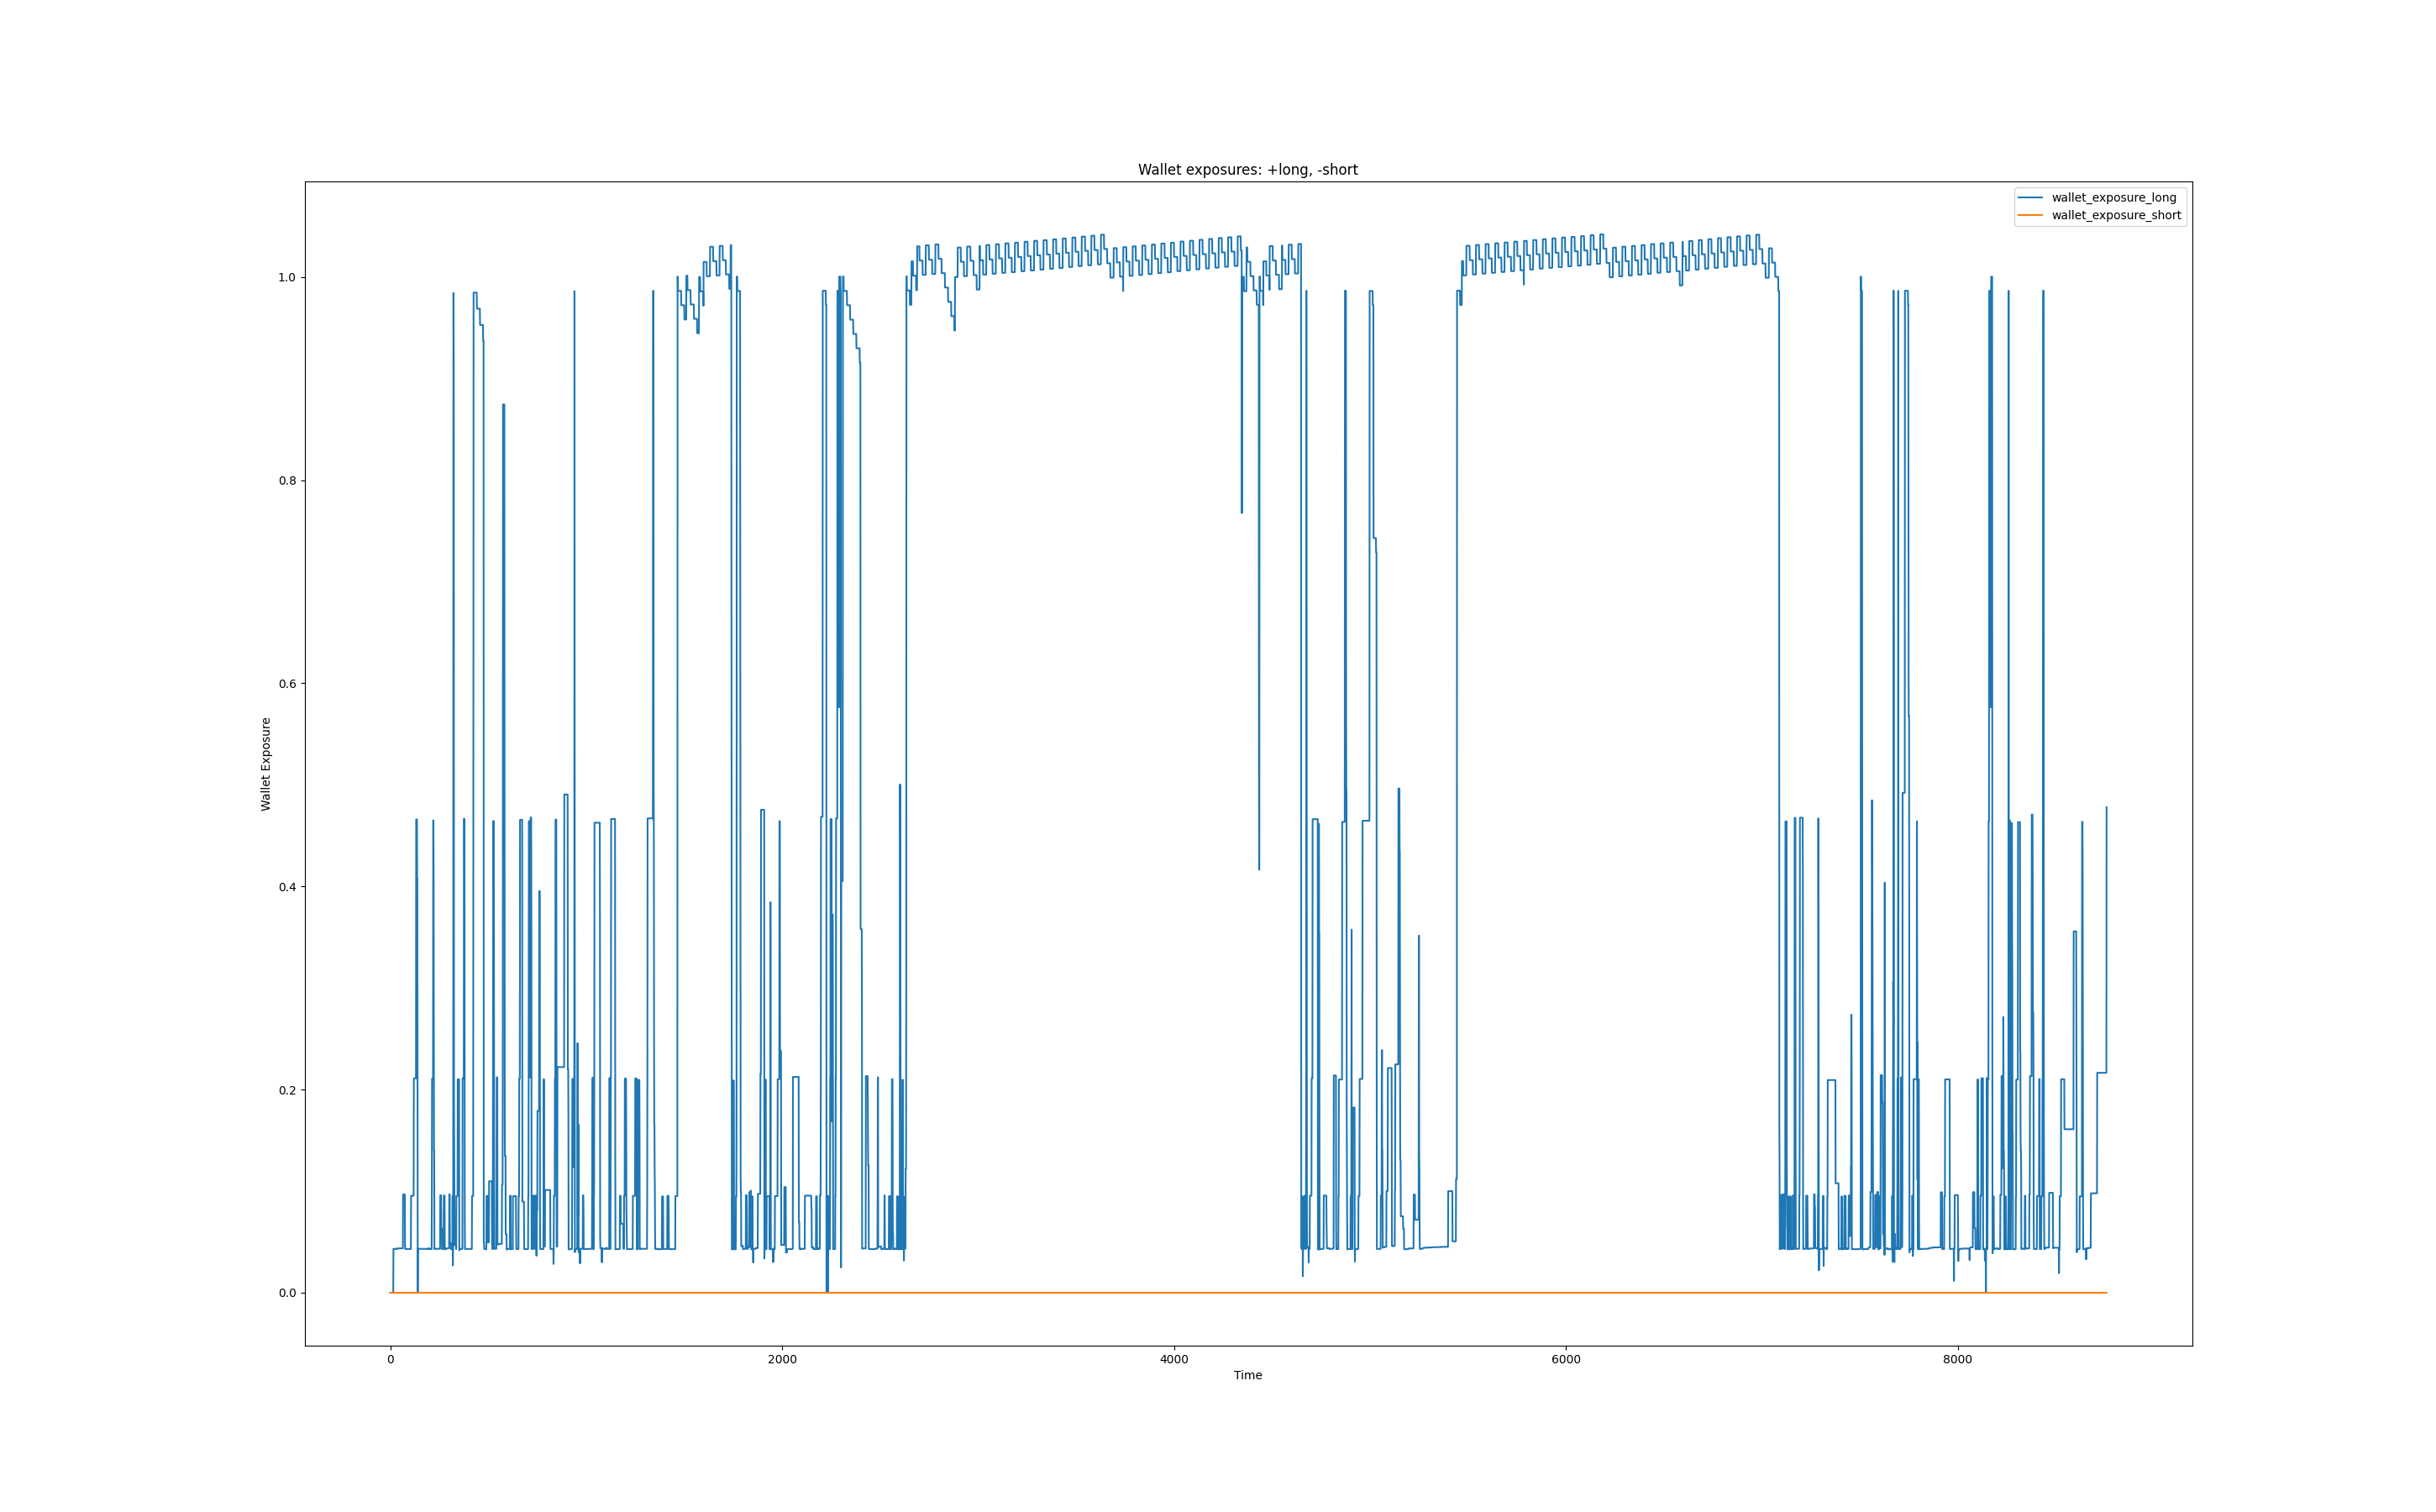 Wallet exposures: +long, -short
wallet_exposure_long
wallet_exposure_short
1.0
0.8
0.6
0.4
0.2
0.0
Wallet Exposure
0 2000 4000 6000 8000
Time